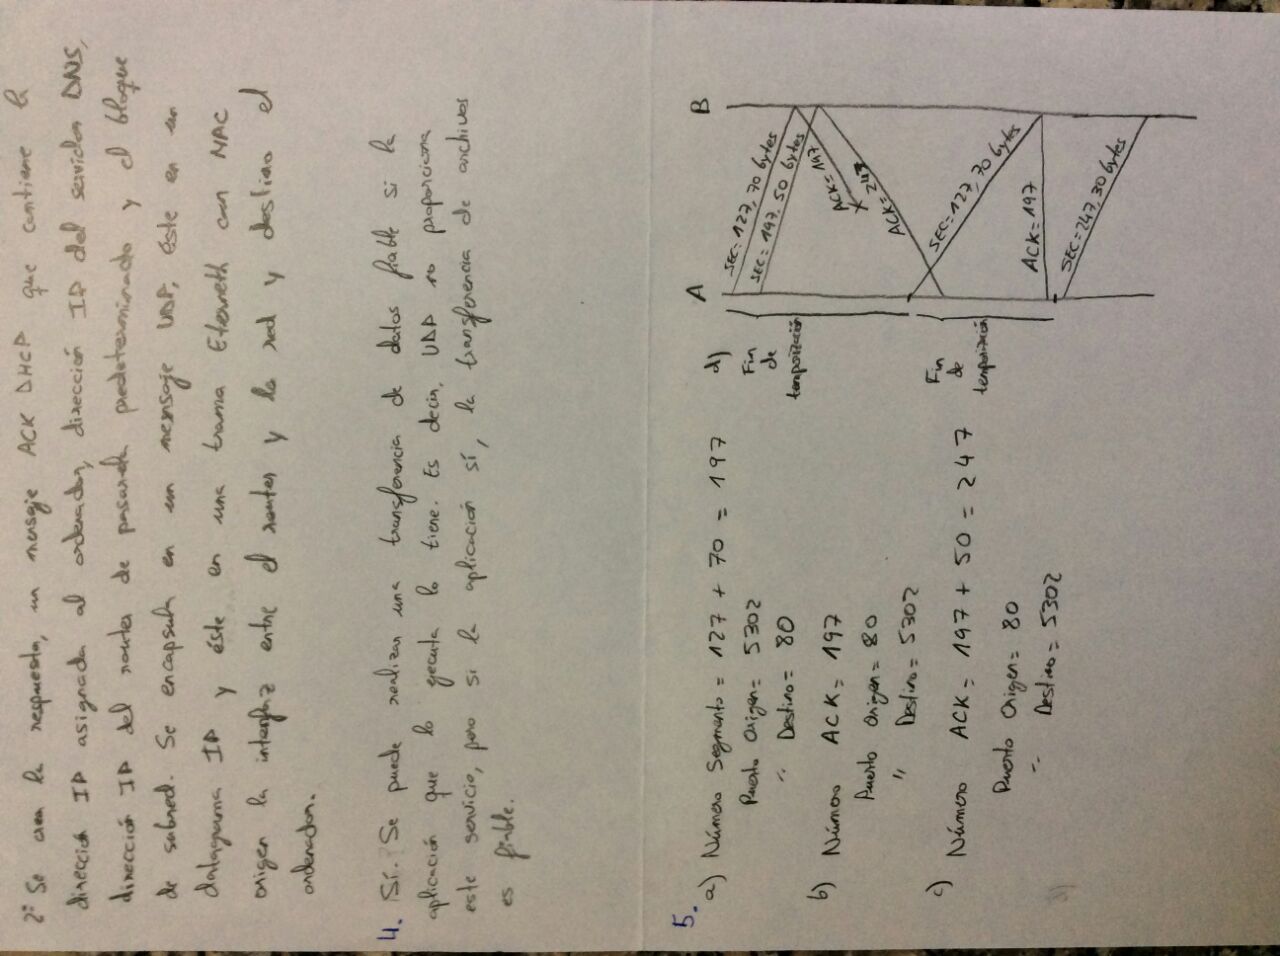 2º Se crea la respuesta, un mensaje ACK DHCP que contiene la
dirección IP asignada al ordenador, dirección IP del servidor DNS,
dirección IP del router de pasarela predeterminado y el bloque
de subred. Se encapsula en un mensaje UDP, éste en un
datagrama IP y éste en una trama Eterneth con MAC
origen la interfaz entre el router y la red y destino el
ordenador.
4. Sí. Se puede realizar una transferencia de datos fiable si la
aplicación que lo ejecuta lo tiene. Es decir, UDP no proporciona
este servicio, pero si la aplicación sí, la transferencia de archivos
es fiable.
5.
a) Número Segmento = 127 + 70 = 197
Puerto Origen = 5302
" Destino = 80
b) Número ACK = 197
Puerto Origen = 80
" Destino = 5302
c) Número ACK = 197 + 50 = 247
Puerto Origen = 80
" Destino = 5302
d)
A
B
SEC=127, 70 bytes
SEC=197, 50 bytes
ACK=197
X
ACK=247
SEC=127, 70 bytes
ACK=197
SEC=247, 30 bytes
Fin
de
temporización
Fin
de
temporización